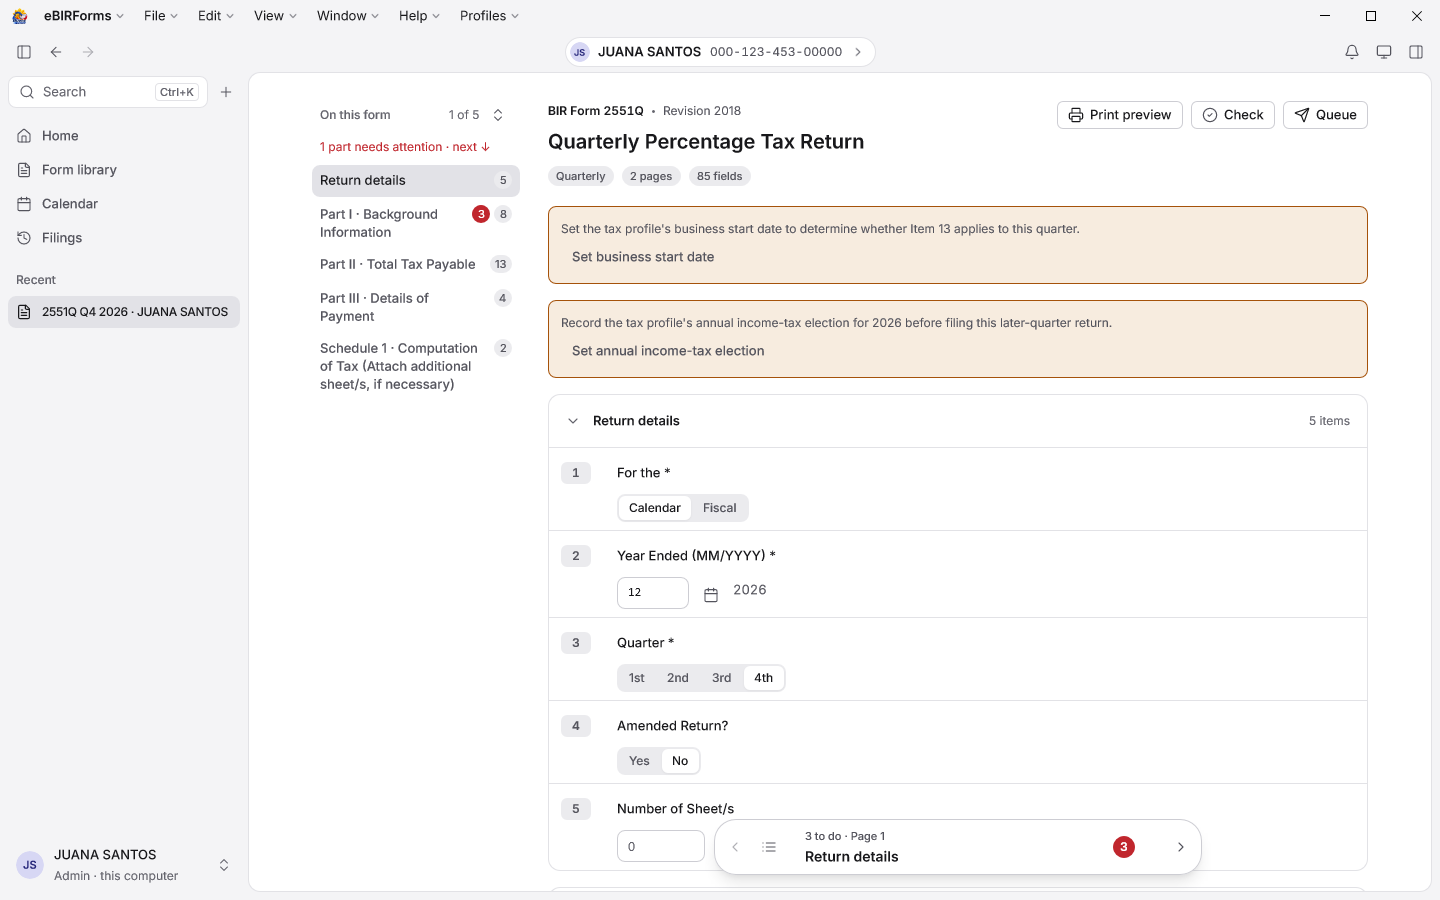 eBIRForms File Edit View Window Help Profiles
JS JUANA SANTOS 000-123-453-00000
Search Ctrl+K
Home
Form library
Calendar
Filings
Recent
2551Q Q4 2026 · JUANA SANTOS
JS JUANA SANTOS
Admin · this computer
On this form 1 of 5
1 part needs attention · next ↓
Return details 5
Part I · Background 3 8
Information
Part II · Total Tax Payable 13
Part III · Details of 4
Payment
Schedule 1 · Computation 2
of Tax (Attach additional
sheet/s, if necessary)
BIR Form 2551Q • Revision 2018
Quarterly Percentage Tax Return
Quarterly 2 pages 85 fields
Print preview Check Queue
Set the tax profile's business start date to determine whether Item 13 applies to this quarter.
Set business start date
Record the tax profile's annual income-tax election for 2026 before filing this later-quarter return.
Set annual income-tax election
Return details 5 items
1 For the *
Calendar Fiscal
2 Year Ended (MM/YYYY) *
12 2026
3 Quarter *
1st 2nd 3rd 4th
4 Amended Return?
Yes No
5 Number of Sheet/s
0
3 to do · Page 1
Return details 3